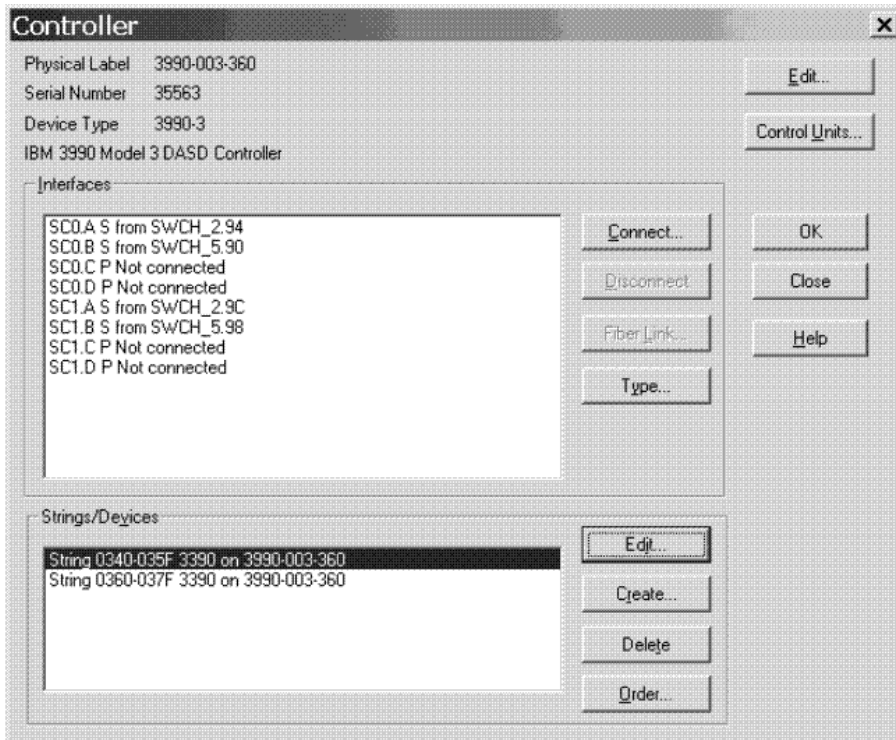 Controller
Physical Label 3990-003-360
Serial Number 35563
Device Type 3990-3
IBM 3990 Model 3 DASD Controller
Edit...
Control Units...
Interfaces
SC0.A S from SWCH_2.94
SC0.B S from SWCH_5.90
SC0.C P Not connected
SC0.D P Not connected
SC1.A S from SWCH_2.9C
SC1.B S from SWCH_5.98
SC1.C P Not connected
SC1.D P Not connected
Connect...
Disconnect
Fiber Link...
Type...
OK
Close
Help
Strings/Devices
String 0340-035F 3390 on 3990-003-360
String 0360-037F 3390 on 3990-003-360
Edit...
Create...
Delete
Order...